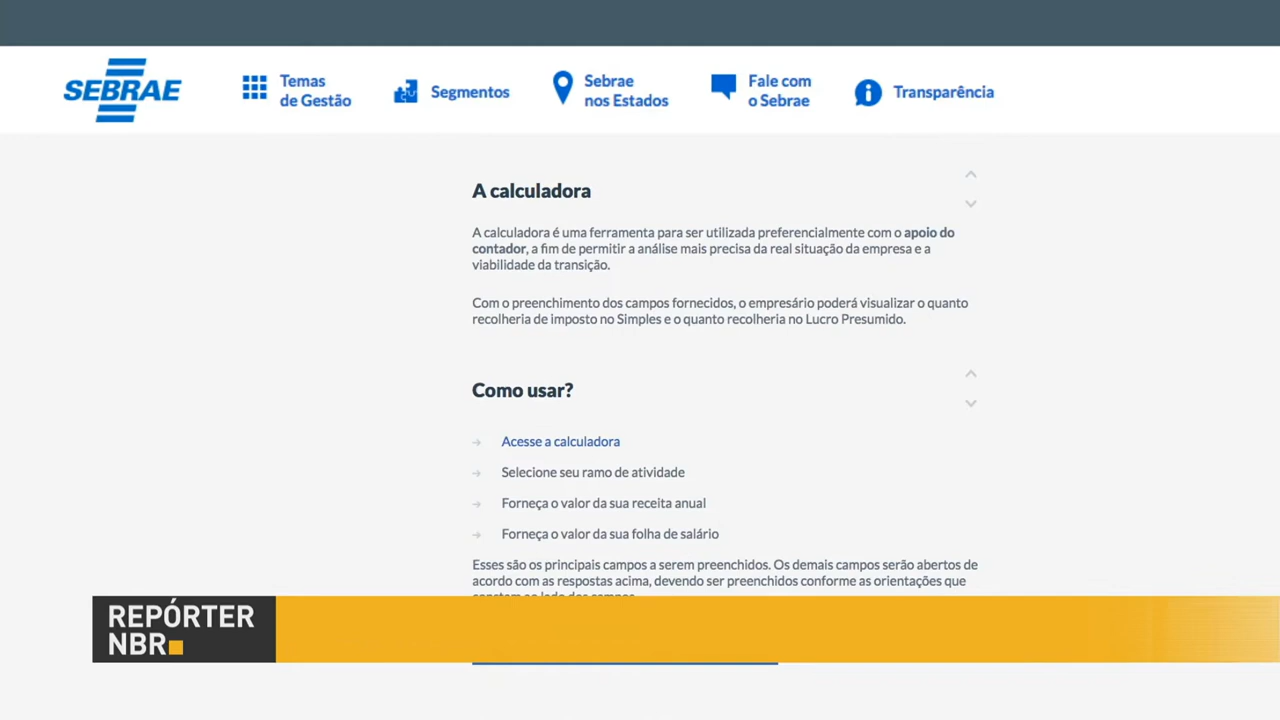 SEBRAE
Temas
de Gestão
Segmentos
Sebrae
nos Estados
Fale com
o Sebrae
Transparência
A calculadora
A calculadora é uma ferramenta para ser utilizada preferencialmente com o apoio do
contador, a fim de permitir a análise mais precisa da real situação da empresa e a
viabilidade da transição.
Com o preenchimento dos campos fornecidos, o empresário poderá visualizar o quanto
recolheria de imposto no Simples e o quanto recolheria no Lucro Presumido.
Como usar?
Acesse a calculadora
Selecione seu ramo de atividade
Forneça o valor da sua receita anual
Forneça o valor da sua folha de salário
Esses são os principais campos a serem preenchidos. Os demais campos serão abertos de
acordo com as respostas acima, devendo ser preenchidos conforme as orientações que
REPÓRTER
NBR